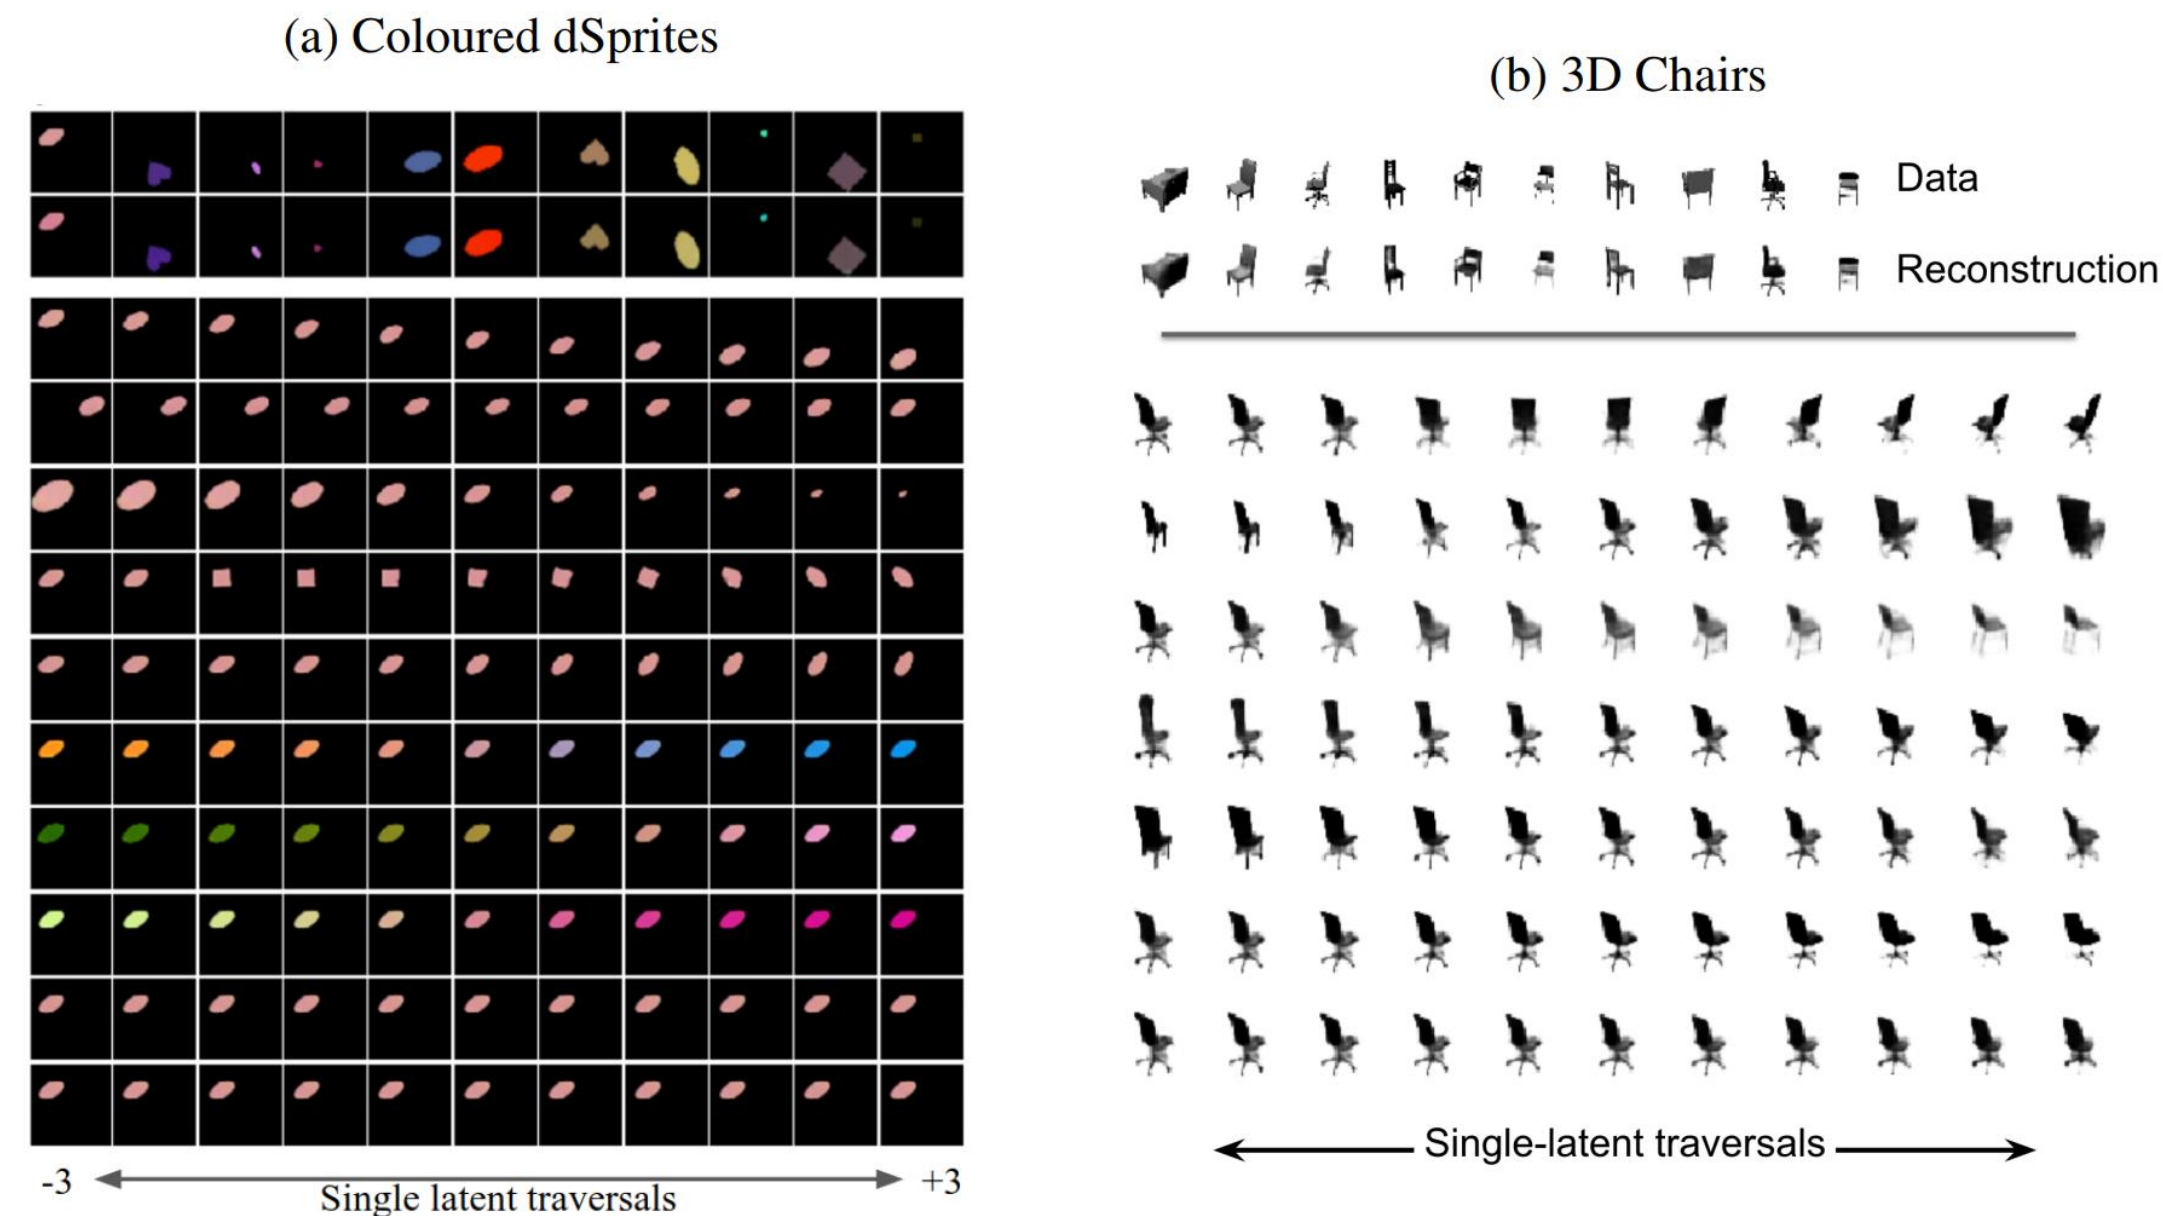 (a) Coloured dSprites
-3
+3
Single latent traversals
(b) 3D Chairs
Data
Reconstruction
Single-latent traversals